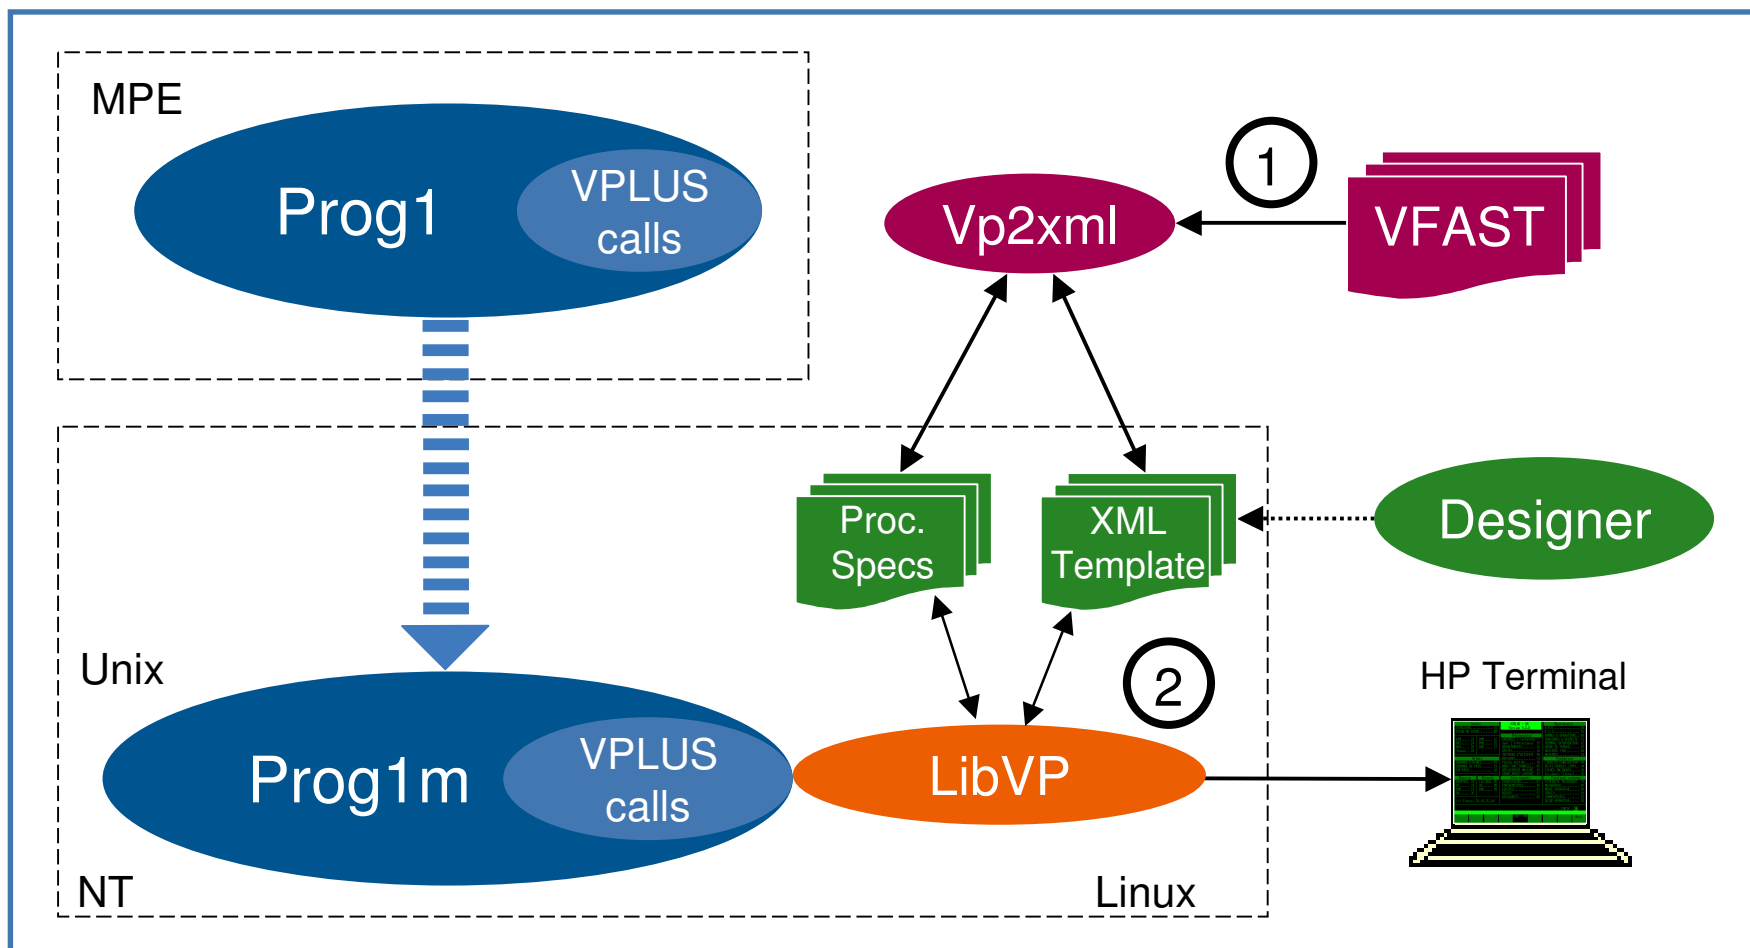 MPE
Prog1
VPLUS
calls
Vp2xml
1
VFAST
Proc.
Specs
XML
Template
Designer
Unix
2
HP Terminal
Prog1m
VPLUS
calls
LibVP
NT
Linux